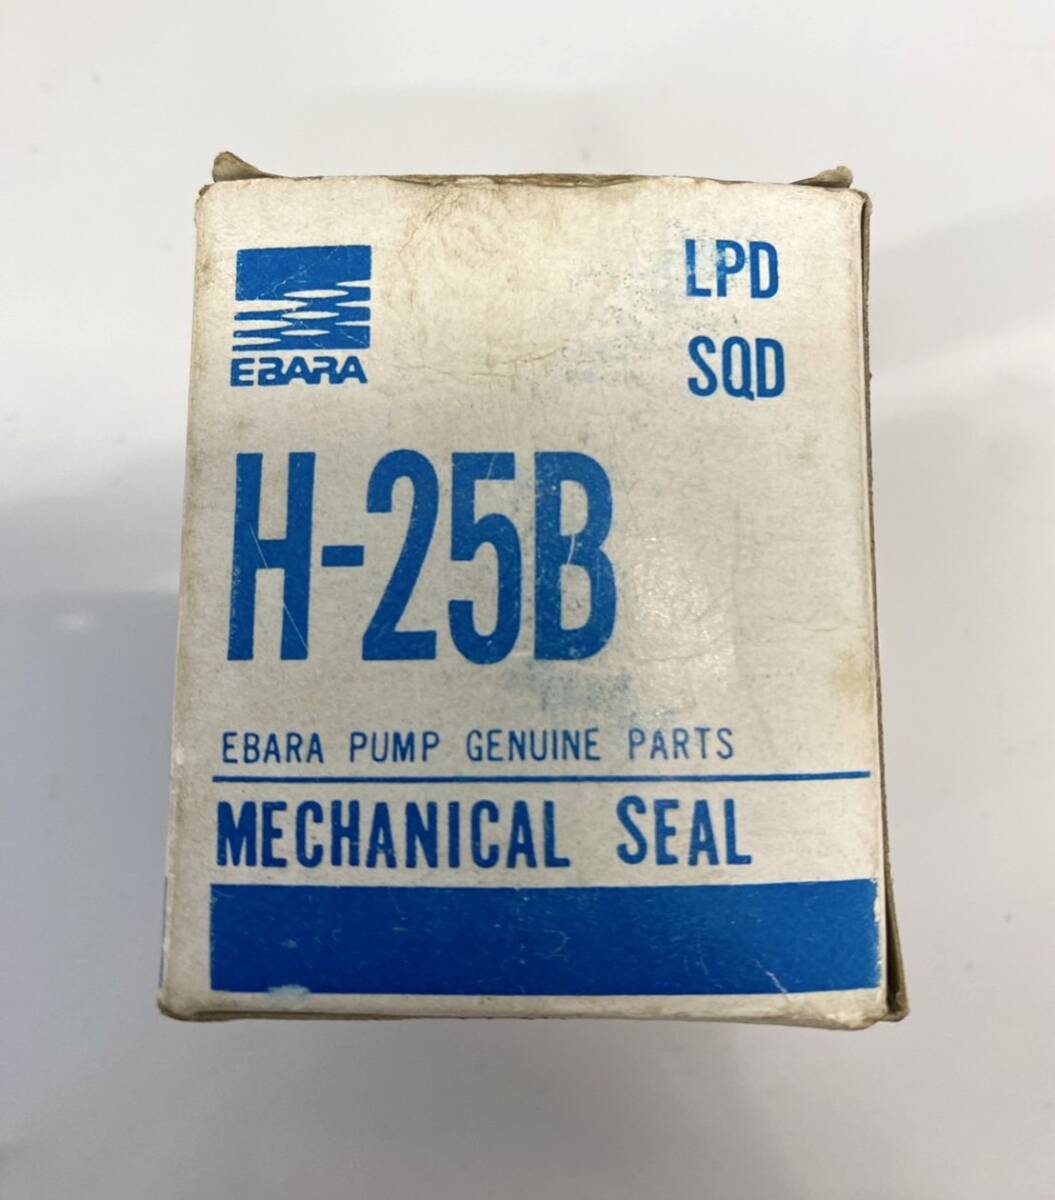 LPD
SQD
EBARA
H-25B
EBARA PUMP GENUINE PARTS
MECHANICAL SEAL